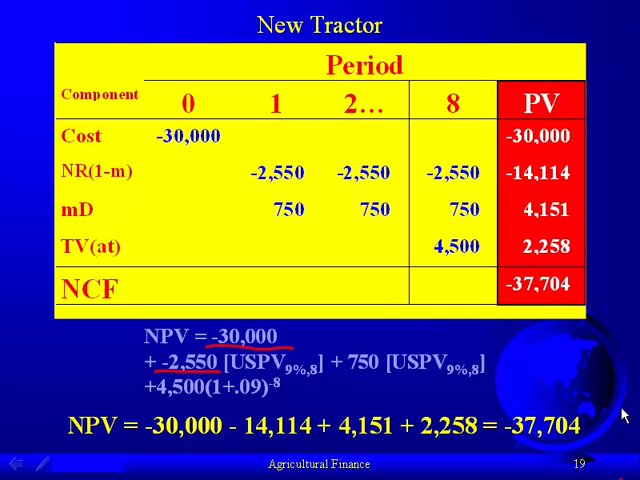 New Tractor
Period
Component 0 1 2... 8 PV
Cost -30,000 -30,000
NR(1-m) -2,550 -2,550 -2,550 -14,114
mD 750 750 750 4,151
TV(at) 4,500 2,258
NCF -37,704
NPV = -30,000
+ -2,550 [USPV9%,8] + 750 [USPV9%,8]
+4,500(1+.09)-8
NPV = -30,000 - 14,114 + 4,151 + 2,258 = -37,704
Agricultural Finance 19